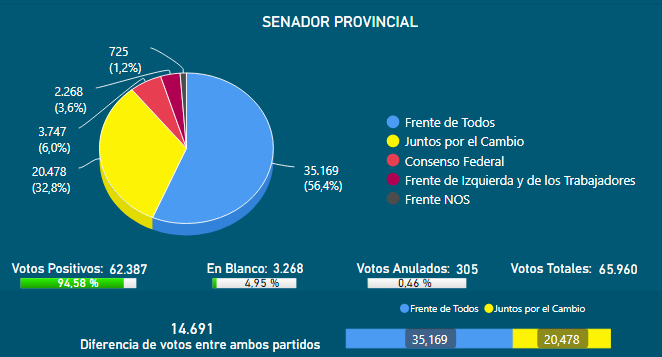 SENADOR PROVINCIAL
725
(1,2%)
2.268
(3,6%)
3.747
(6,0%)
20.478
(32,8%)
35.169
(56,4%)
Frente de Todos
Juntos por el Cambio
Consenso Federal
Frente de Izquierda y de los Trabajadores
Frente NOS
Votos Positivos: 62.387
94,58 %
En Blanco: 3.268
4,95 %
Votos Anulados: 305
0,46 %
Votos Totales: 65.960
Frente de Todos Juntos por el Cambio
14.691
Diferencia de votos entre ambos partidos
35,169 20,478